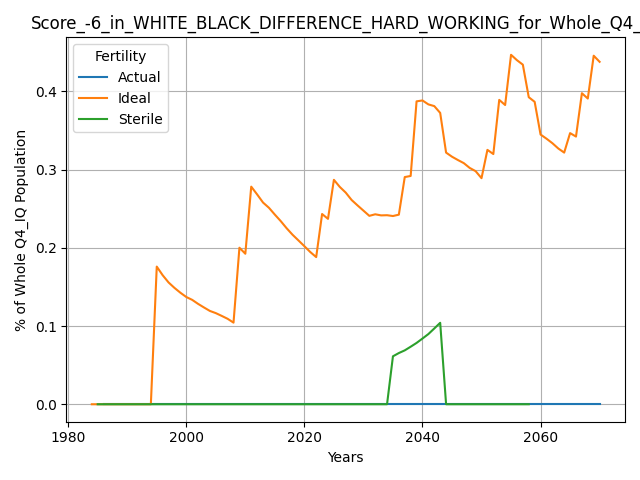 Score_-6_in_WHITE_BLACK_DIFFERENCE_HARD_WORKING_for_Whole_Q4_
Fertility
Actual
Ideal
Sterile
% of Whole Q4_IQ Population
0.4
0.3
0.2
0.1
0.0
1980 2000 2020 2040 2060
Years